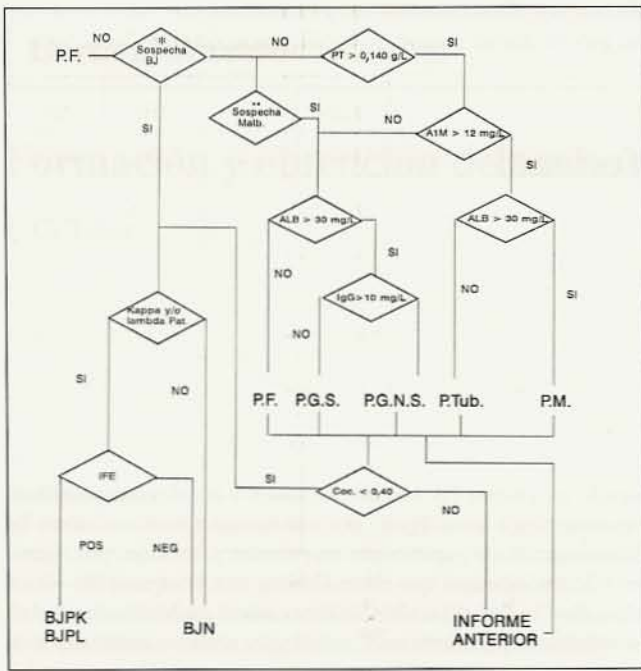 P.F.
NO
*
Sospecha
BJ
NO
PT > 0,140 g/L
SI
**
Sospecha
Malb.
SI
SI
NO
A1M > 12 mg/L
SI
ALB > 30 mg/L
ALB > 30 mg/L
SI
NO
IgG>10 mg/L
NO
SI
Kappa y/o
lambda Pat.
NO
SI
NO
P.F.
P.G.S.
P.G.N.S.
P.Tub.
P.M.
IFE
SI
Coc. < 0,40
NO
POS
NEG
BJPK
BJPL
BJN
INFORME
ANTERIOR